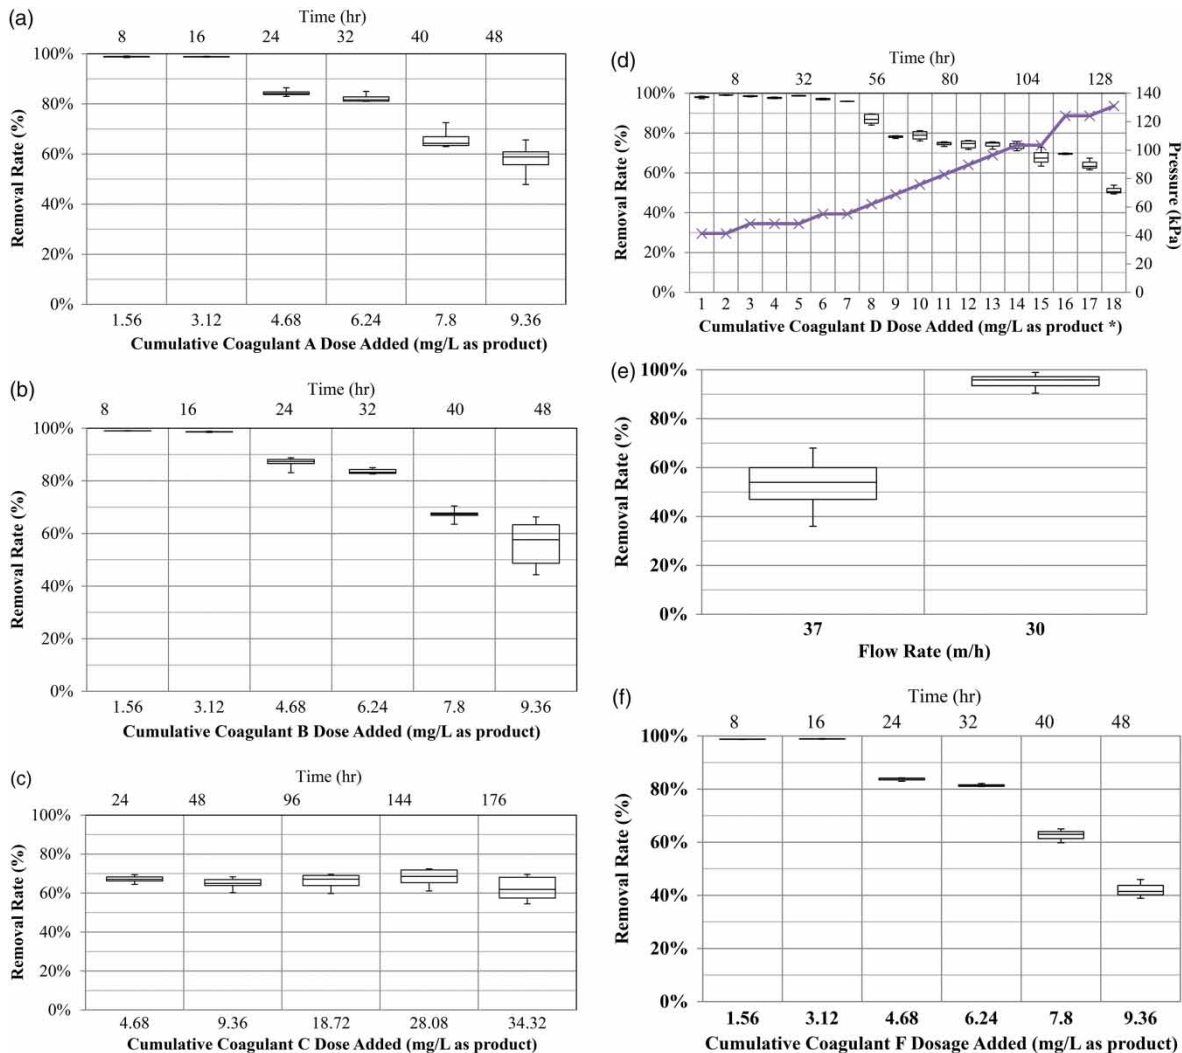 (a)
Time (hr)
8 16 24 32 40 48
100%
80%
60%
40%
20%
0%
Removal Rate (%)
1.56 3.12 4.68 6.24 7.8 9.36
Cumulative Coagulant A Dose Added (mg/L as product)
(b)
Time (hr)
8 16 24 32 40 48
100%
80%
60%
40%
20%
0%
Removal Rate (%)
1.56 3.12 4.68 6.24 7.8 9.36
Cumulative Coagulant B Dose Added (mg/L as product)
(c)
Time (hr)
24 48 96 144 176
100%
80%
60%
40%
20%
0%
Removal Rate (%)
4.68 9.36 18.72 28.08 34.32
Cumulative Coagulant C Dose Added (mg/L as product)
(d)
Time (hr)
8 32 56 80 104 128
100%
80%
60%
40%
20%
0%
Removal Rate (%)
140
120
100
80
60
40
20
0
Pressure (kPa)
1 2 3 4 5 6 7 8 9 10 11 12 13 14 15 16 17 18
Cumulative Coagulant D Dose Added (mg/L as product *)
(e)
100%
80%
60%
40%
20%
0%
Removal Rate (%)
37 30
Flow Rate (m/h)
(f)
Time (hr)
8 16 24 32 40 48
100%
80%
60%
40%
20%
0%
Removal Rate (%)
1.56 3.12 4.68 6.24 7.8 9.36
Cumulative Coagulant F Dosage Added (mg/L as product)